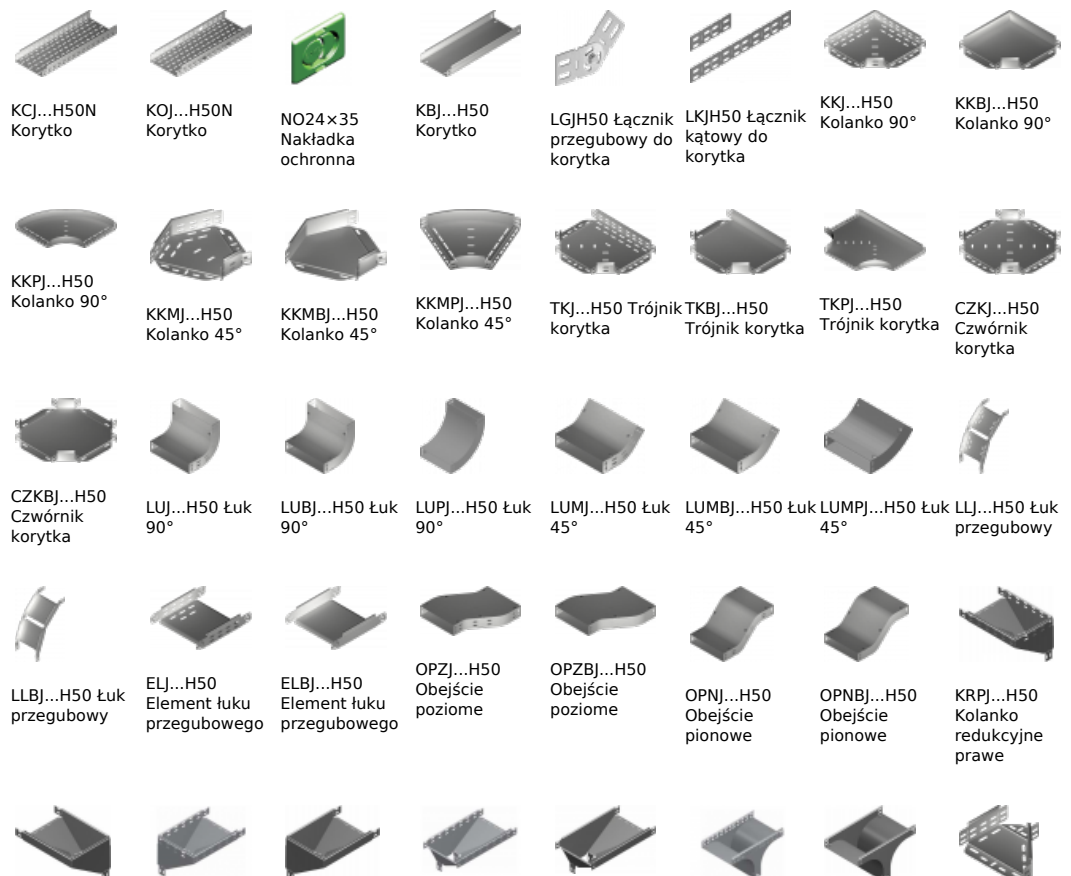 KCJ...H50N
Korytko
KOJ...H50N
Korytko
NO24×35
Nakładka
ochronna
KBJ...H50
Korytko
LGJH50 Łącznik
przegubowy do
korytka
LKJH50 Łącznik
kątowy do
korytka
KKJ...H50
Kolanko 90°
KKBJ...H50
Kolanko 90°
KKPJ...H50
Kolanko 90°
KKMJ...H50
Kolanko 45°
KKMBJ...H50
Kolanko 45°
KKMPJ...H50
Kolanko 45°
TKJ...H50 Trójnik
korytka
TKBJ...H50
Trójnik korytka
TKPJ...H50
Trójnik korytka
CZKJ...H50
Czwórnik
korytka
CZKBJ...H50
Czwórnik
korytka
LUJ...H50 Łuk
90°
LUBJ...H50 Łuk
90°
LUPJ...H50 Łuk
90°
LUMJ...H50 Łuk
45°
LUMBJ...H50 Łuk
45°
LUMPJ...H50 Łuk
45°
LLJ...H50 Łuk
przegubowy
LLBJ...H50 Łuk
przegubowy
ELJ...H50
Element łuku
przegubowego
ELBJ...H50
Element łuku
przegubowego
OPZJ...H50
Obejście
poziome
OPZBJ...H50
Obejście
poziome
OPNJ...H50
Obejście
pionowe
OPNBJ...H50
Obejście
pionowe
KRPJ...H50
Kolanko
redukcyjne
prawe